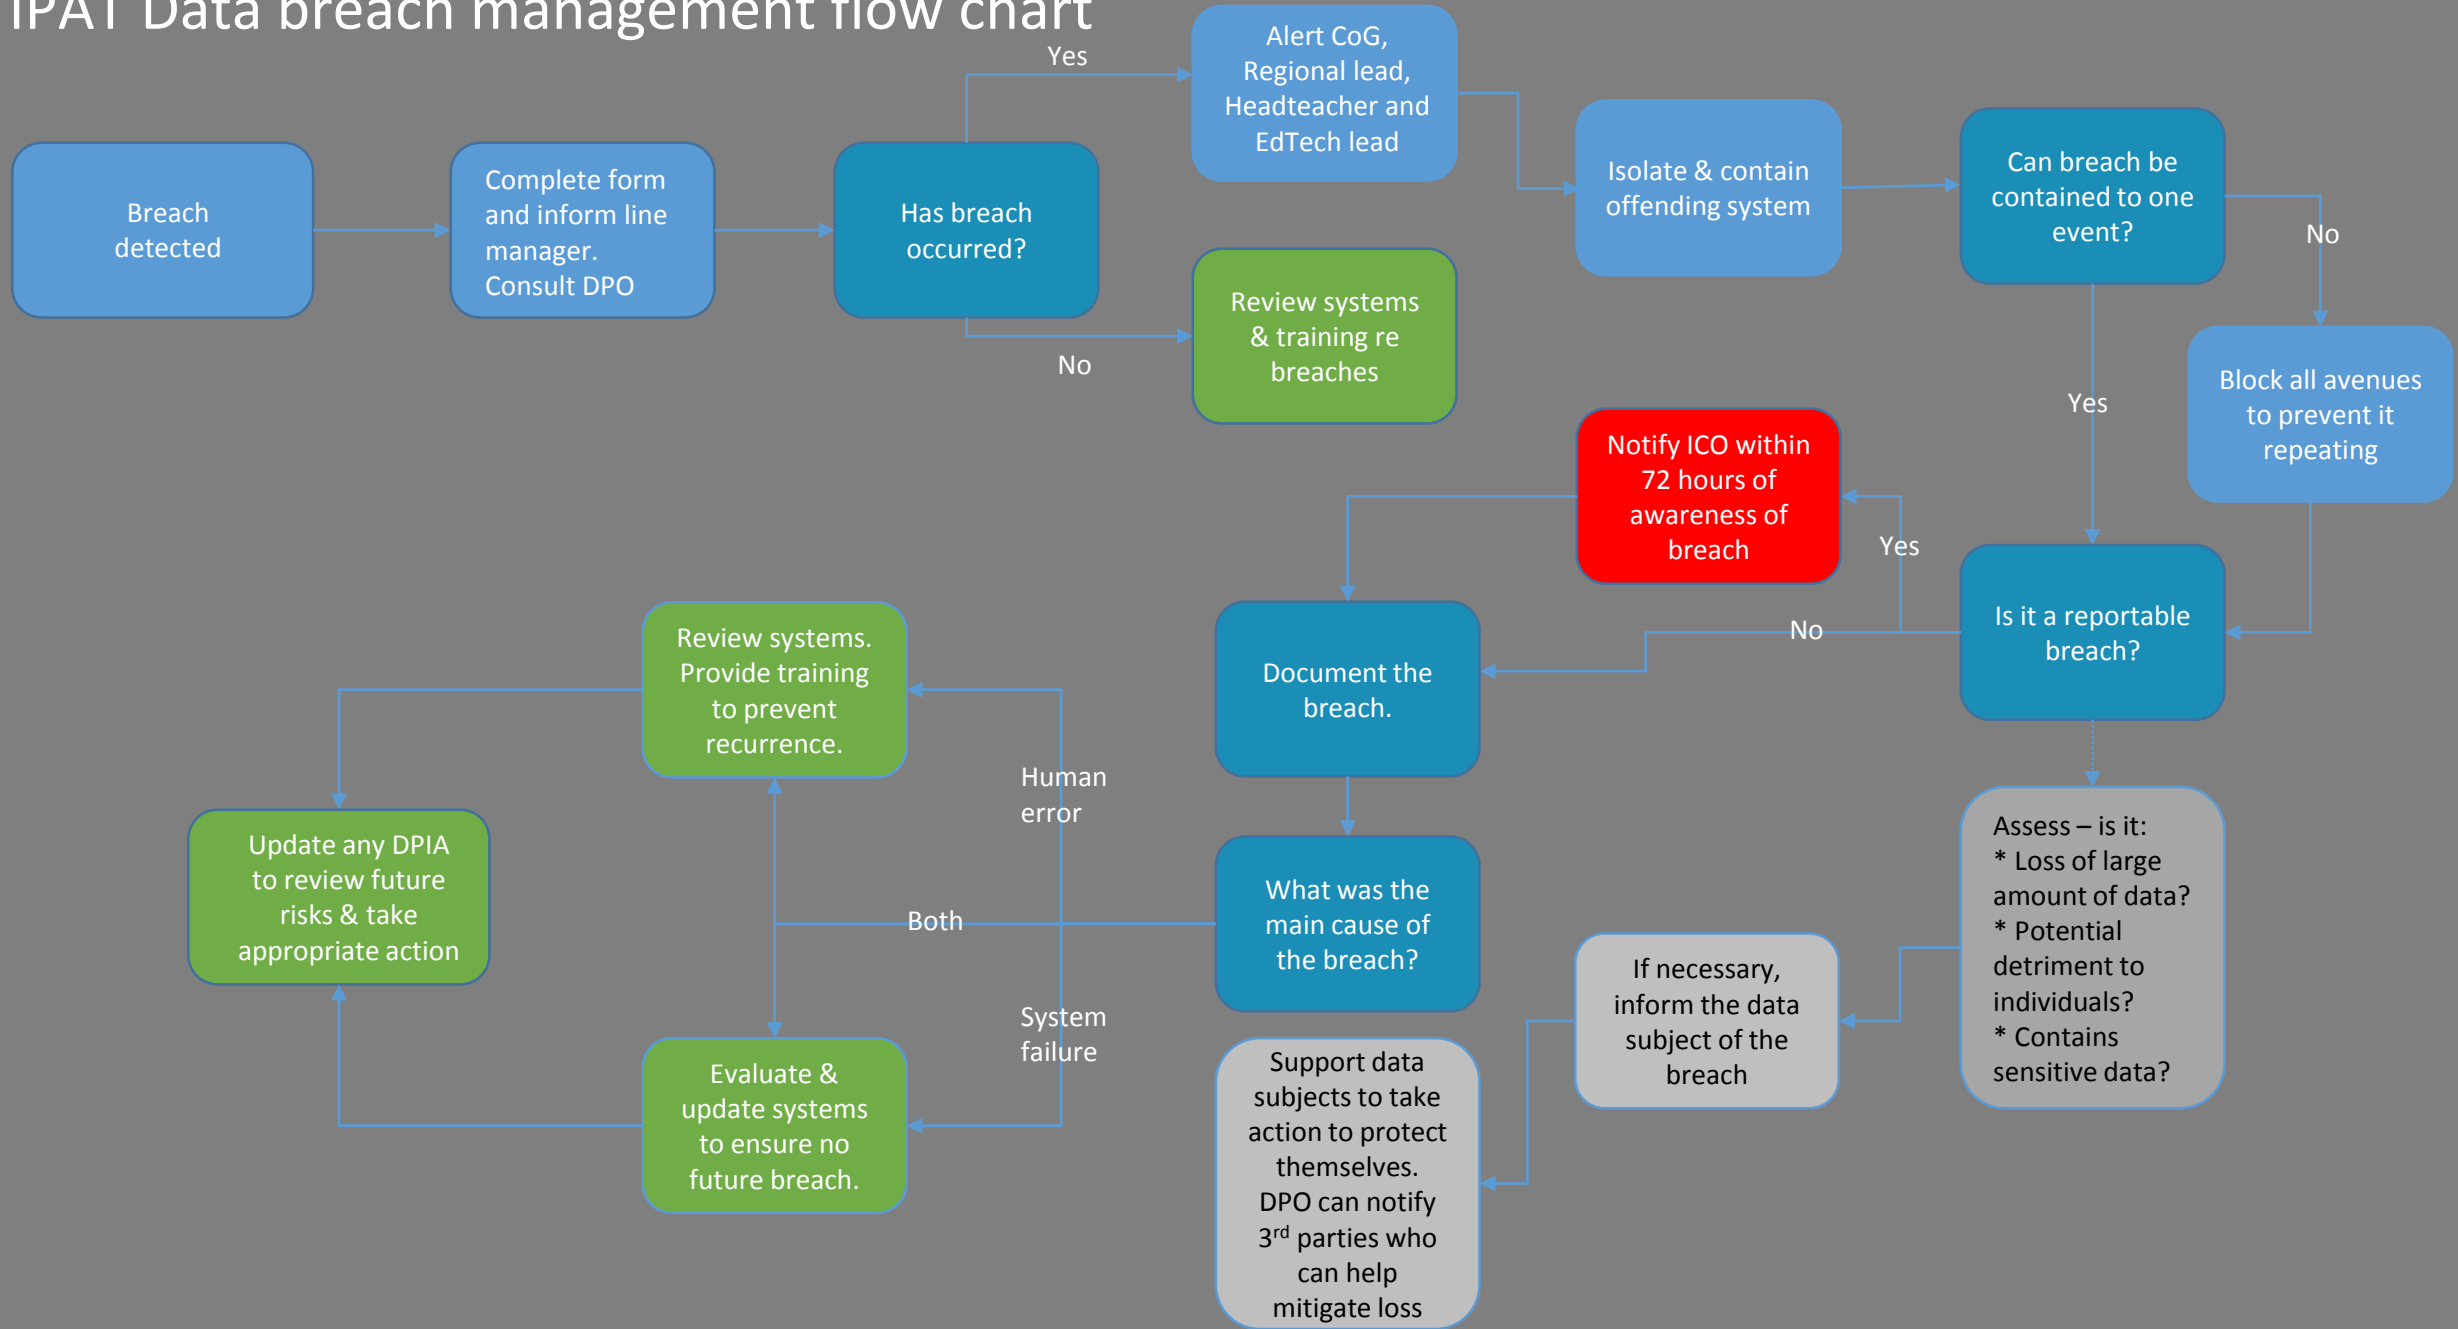 IPAT Data breach management flow chart
Yes
Alert CoG,
Regional lead,
Headteacher and
EdTech lead
Breach
detected
Complete form
and inform line
manager.
Consult DPO
Has breach
occurred?
Isolate & contain
offending system
Can breach be
contained to one
event?
No
Review systems
& training re
breaches
No
Block all avenues
to prevent it
repeating
Yes
Notify ICO within
72 hours of
awareness of
breach
Yes
Is it a reportable
breach?
No
Document the
breach.
Review systems.
Provide training
to prevent
recurrence.
Human
error
Update any DPIA
to review future
risks & take
appropriate action
Both
What was the
main cause of
the breach?
Assess – is it:
* Loss of large
amount of data?
* Potential
detriment to
individuals?
* Contains
sensitive data?
If necessary,
inform the data
subject of the
breach
System
failure
Evaluate &
update systems
to ensure no
future breach.
Support data
subjects to take
action to protect
themselves.
DPO can notify
3rd parties who
can help
mitigate loss